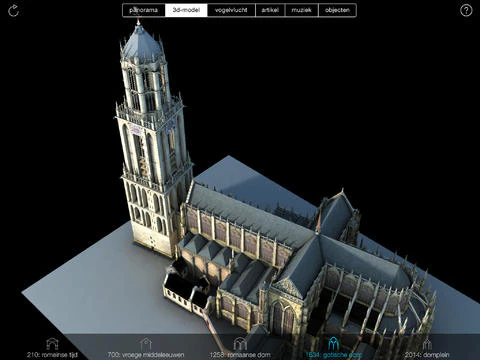 panorama
3d-model
vogelvlucht
artikel
muziek
objecten
?
210: romeinse tijd
700: vroege middeleeuwen
1258: romaanse dom
1634: gotische dom
2014: domplein